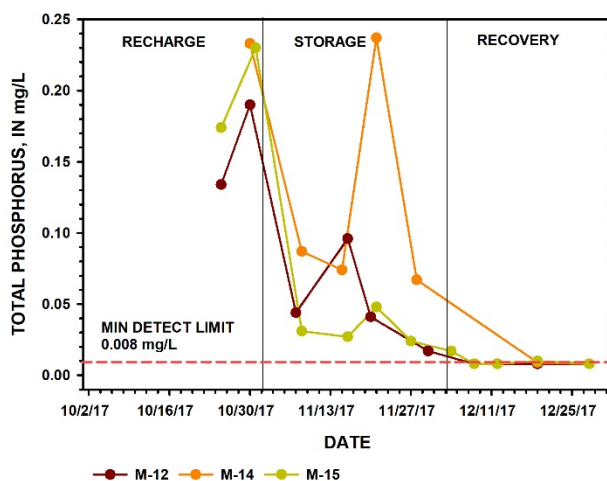 TOTAL PHOSPHORUS, IN mg/L
0.25
0.20
0.15
0.10
0.05
0.00
RECHARGE STORAGE RECOVERY
MIN DETECT LIMIT
0.008 mg/L
10/2/17 10/16/17 10/30/17 11/13/17 11/27/17 12/11/17 12/25/17
DATE
M-12 M-14 M-15